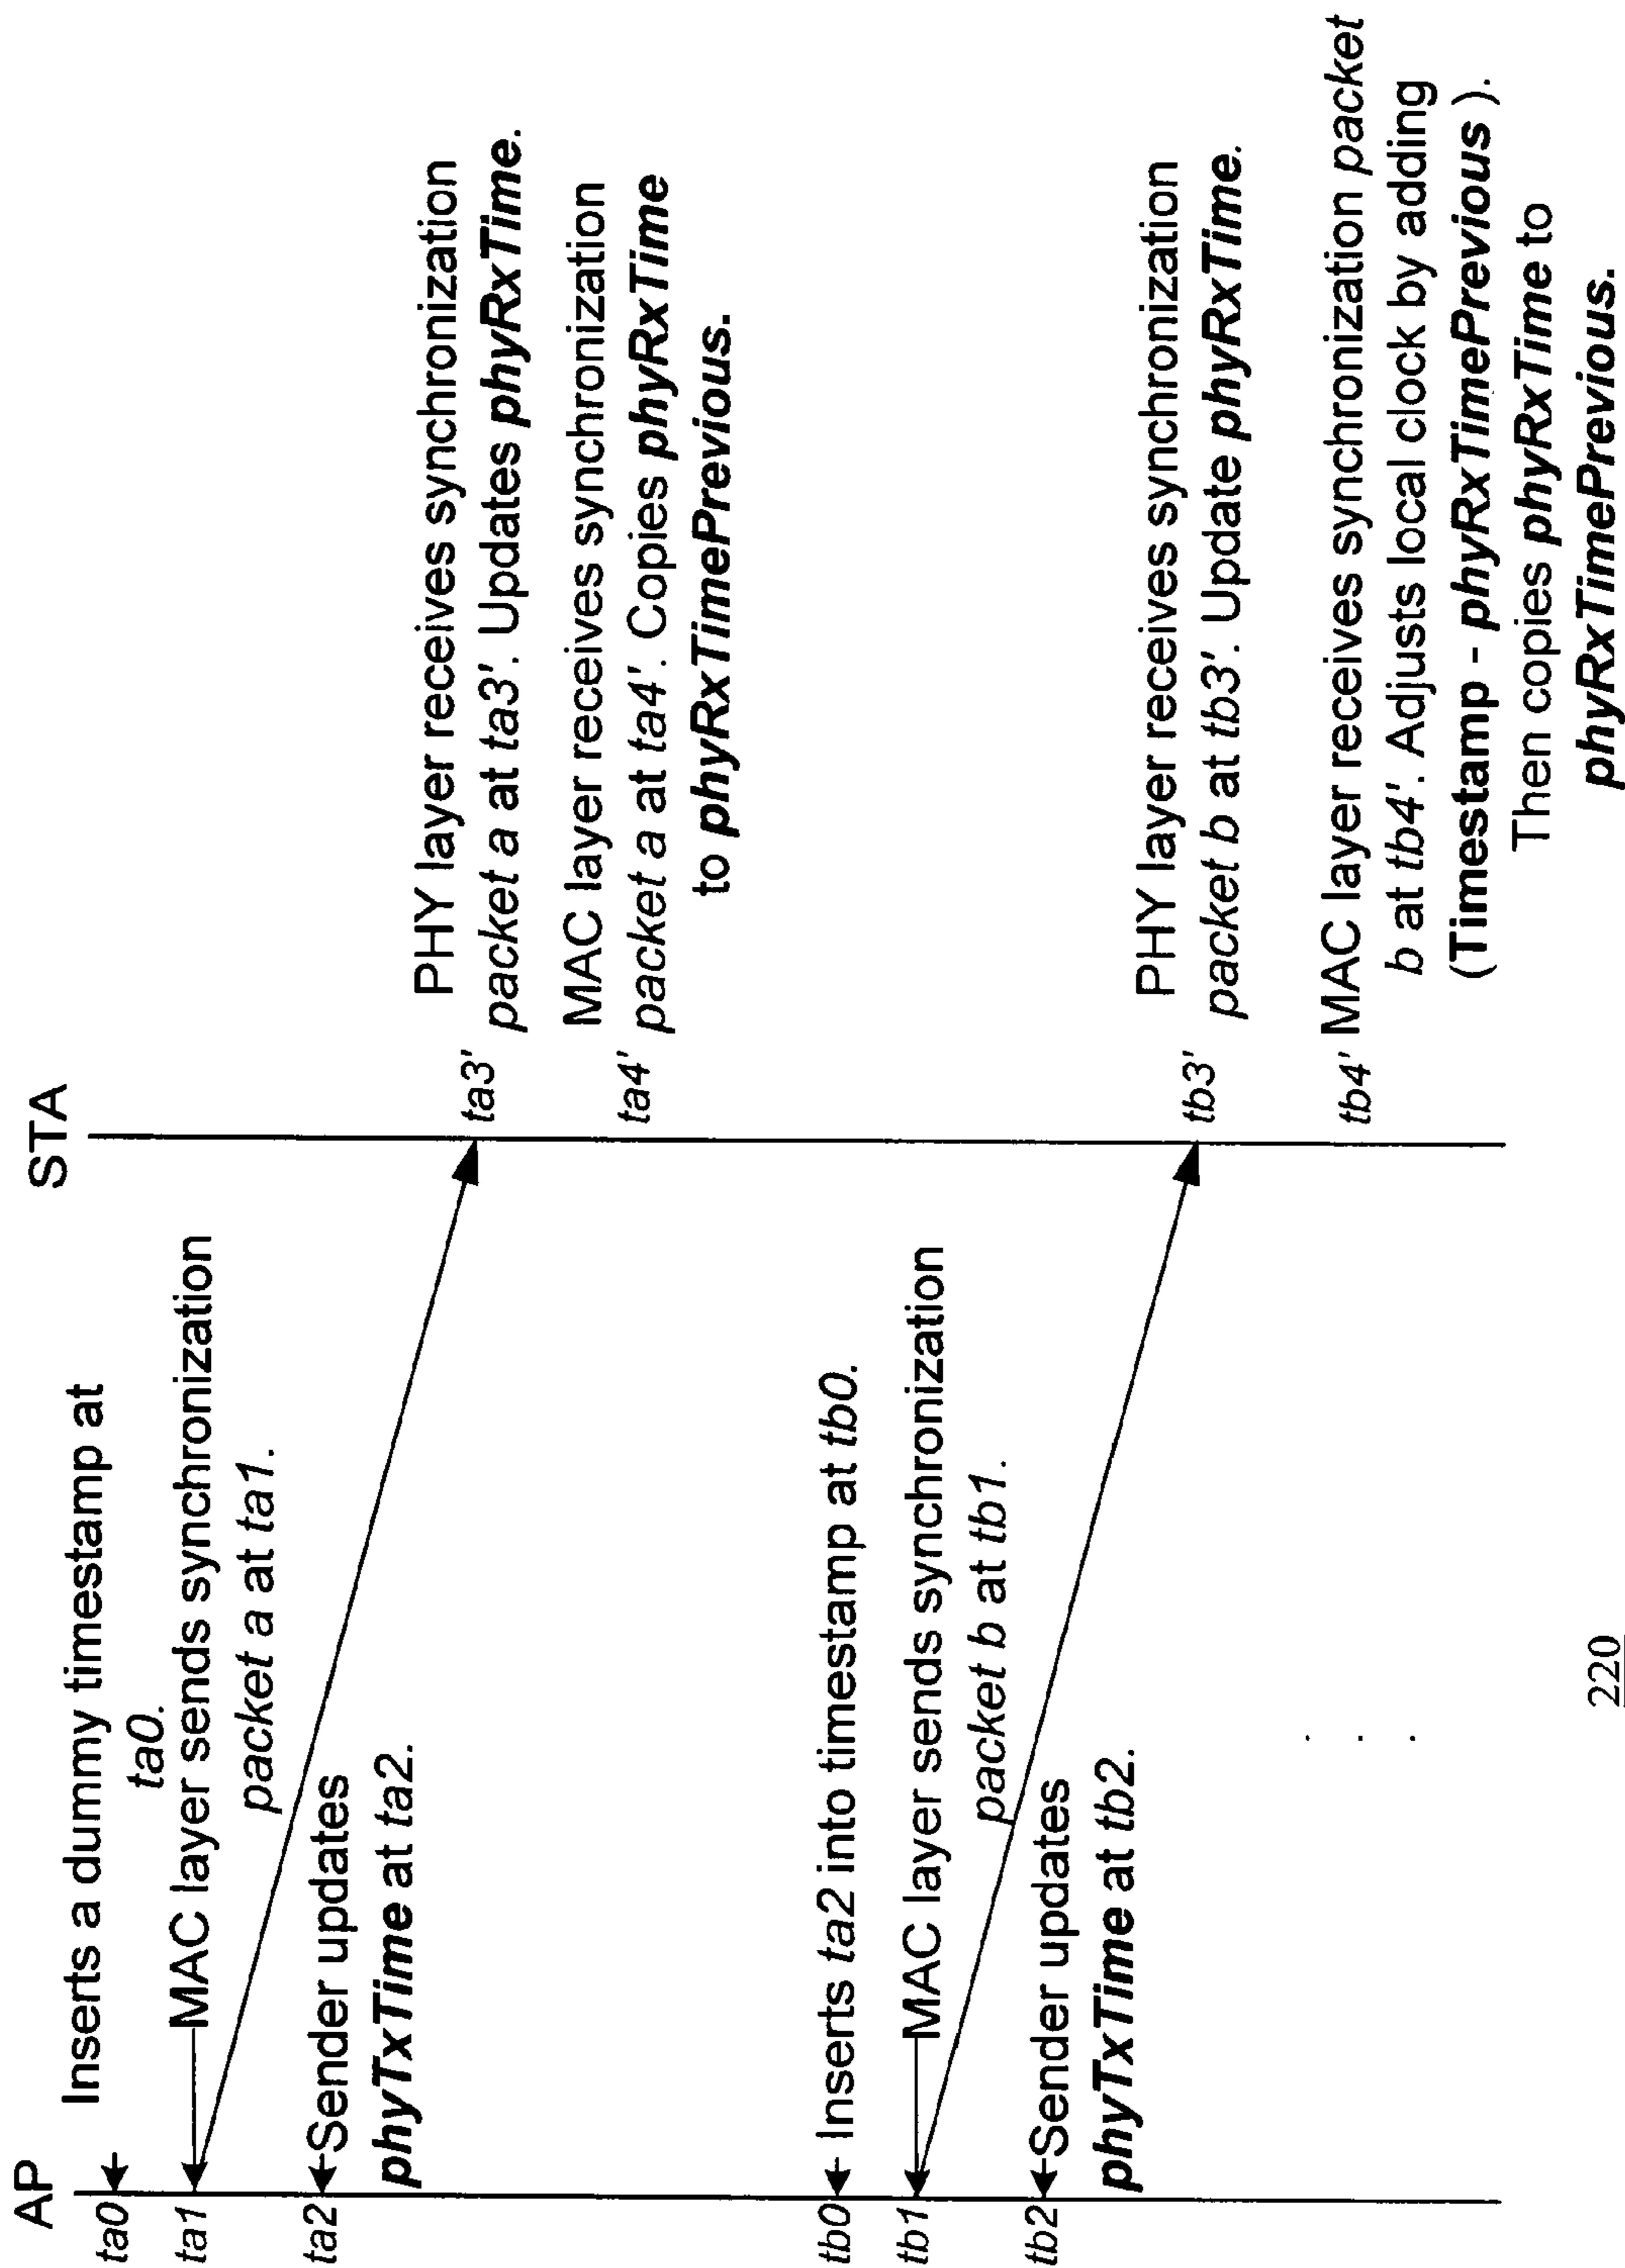 AP
STA
ta0
Inserts a dummy timestamp at
ta0.
ta1
MAC layer sends synchronization
packet a at ta1.
ta2
Sender updates
phyTxTime at ta2.
ta3'
PHY layer receives synchronization
packet a at ta3'. Updates phyRxTime.
ta4'
MAC layer receives synchronization
packet a at ta4'. Copies phyRxTime
to phyRxTimePrevious.
tb0
Inserts ta2 into timestamp at tb0.
tb1
MAC layer sends synchronization
packet b at tb1.
tb2
Sender updates
phyTxTime at tb2.
tb3'
PHY layer receives synchronization
packet b at tb3'. Update phyRxTime.
tb4'
MAC layer receives synchronization packet
b at tb4'. Adjusts local clock by adding
(Timestamp - phyRxTimePrevious ).
Then copies phyRxTime to
phyRxTimePrevious.
220